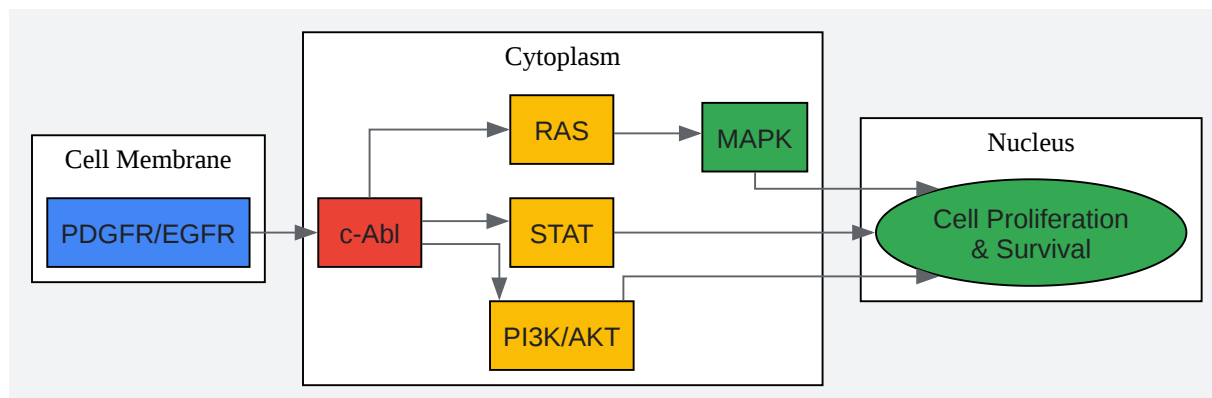 Cytoplasm
RAS
MAPK
Cell Membrane
Nucleus
PDGFR/EGFR
c-Abl
STAT
Cell Proliferation
& Survival
PI3K/AKT